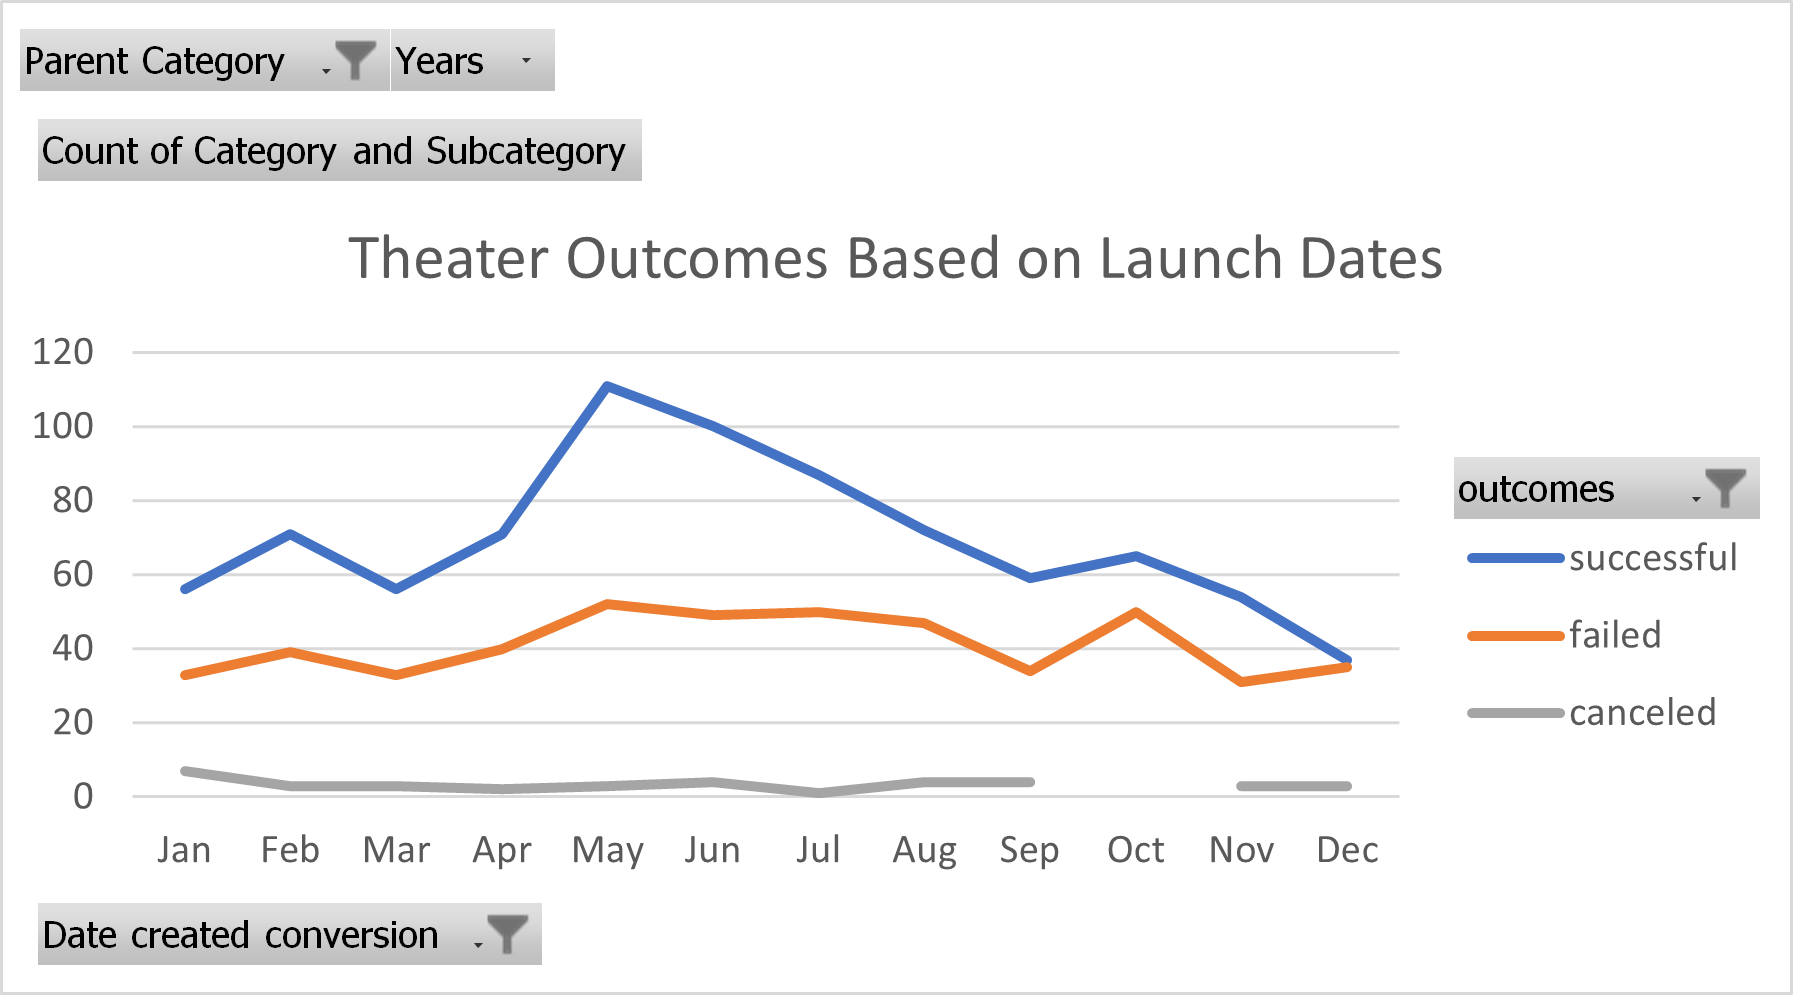 Parent Category Years
Count of Category and Subcategory
Theater Outcomes Based on Launch Dates
120
100
80
60
40
20
0
Jan Feb Mar Apr May Jun Jul Aug Sep Oct Nov Dec
outcomes
successful
failed
canceled
Date created conversion